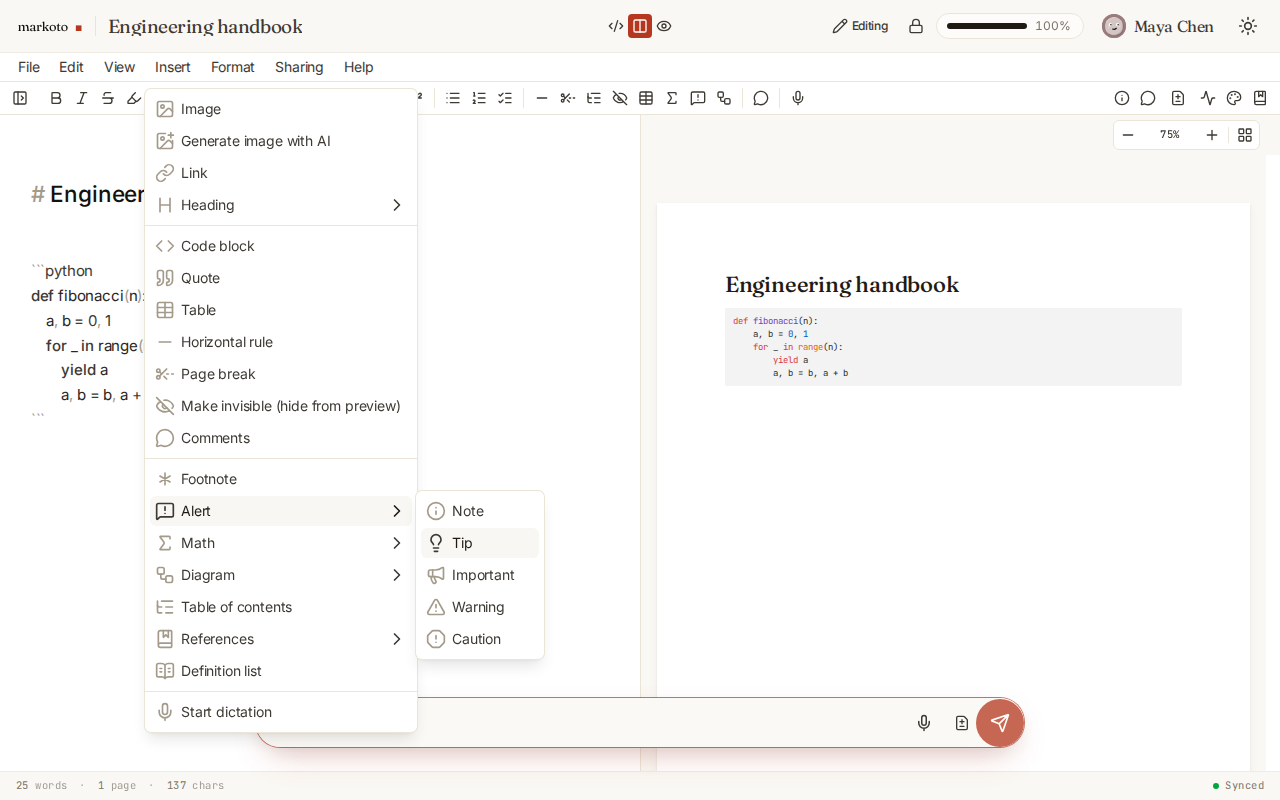 markoto
Engineering handbook
Editing
100%
Maya Chen
File Edit View Insert Format Sharing Help
Image
Generate image with AI
Link
Heading
Code block
Quote
Table
Horizontal rule
Page break
Make invisible (hide from preview)
Comments
Footnote
Alert
Math
Diagram
Table of contents
References
Definition list
Start dictation
Note
Tip
Important
Warning
Caution
```python
def fibonacci(n):
a, b = 0, 1
for _ in range(
yield a
a, b = b, a +
```
75%
Engineering handbook
def fibonacci(n):
a, b = 0, 1
for _ in range(n):
yield a
a, b = b, a + b
25 words · 1 page · 137 chars
Synced